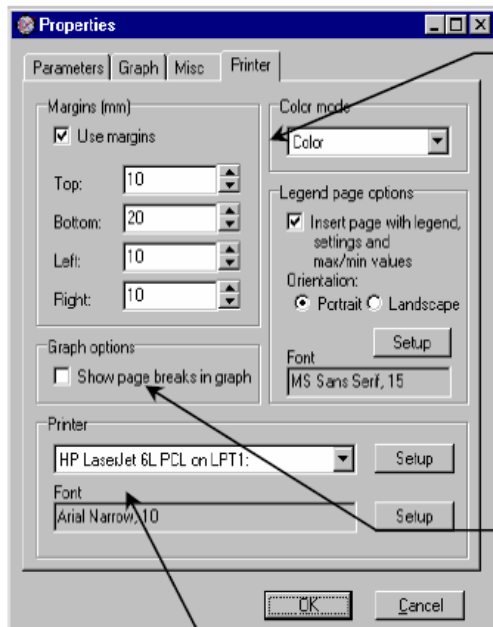 Properties
Parameters Graph Misc Printer
Margins (mm)
Use margins
Top: 10
Bottom: 20
Left: 10
Right: 10
Color mode
Color
Legend page options
Insert page with legend,
settings and
max/min values
Orientation:
Portrait Landscape
Setup
Font
MS Sans Serif, 15
Graph options
Show page breaks in graph
Printer
HP LaserJet 6L PCL on LPT1: Setup
Font
Arial Narrow, 10 Setup
OK Cancel